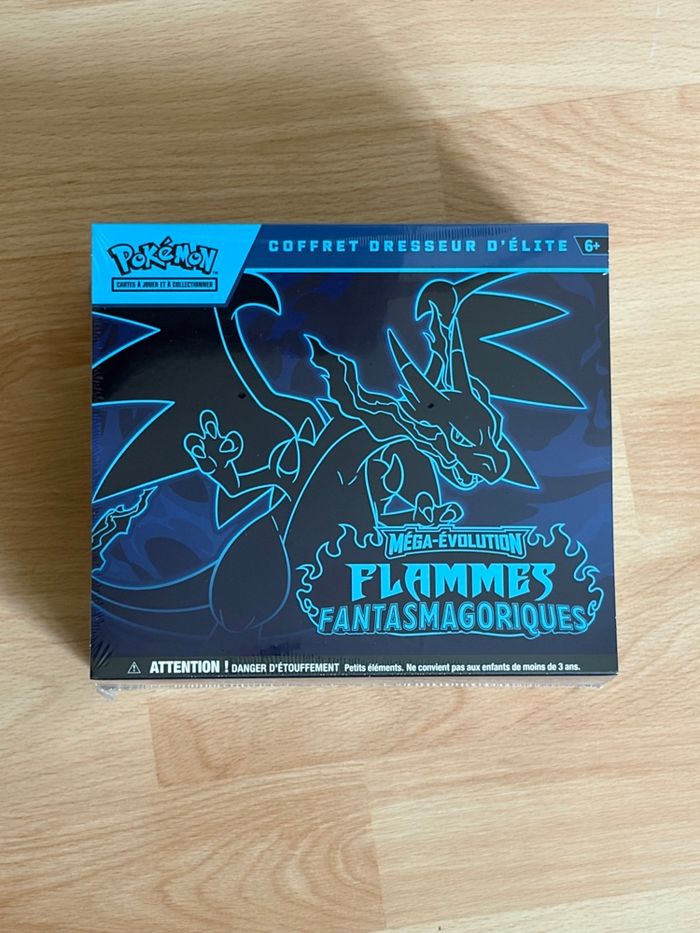 POKéMON™
CARTES À JOUER ET À COLLECTIONNER
COFFRET DRESSEUR D'ÉLITE 6+
MÉGA-ÉVOLUTION
FLAMMES
FANTASMAGORIQUES
⚠ ATTENTION ! DANGER D'ÉTOUFFEMENT Petits éléments. Ne convient pas aux enfants de moins de 3 ans.